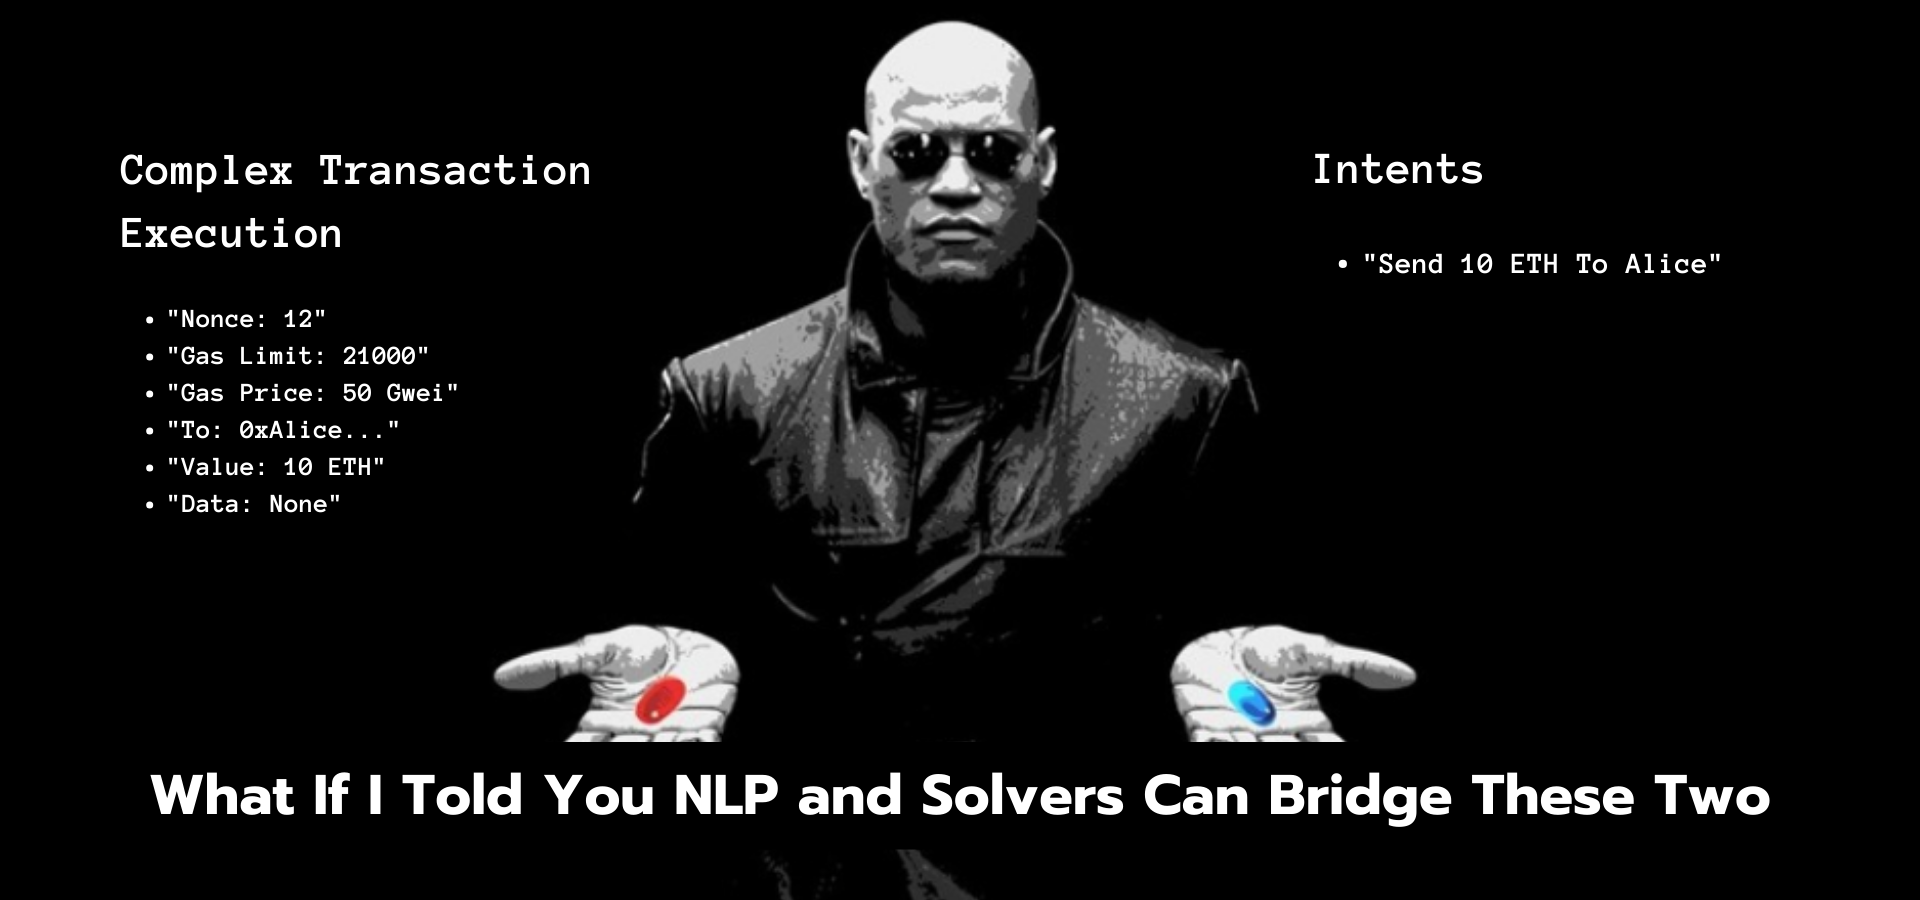 Complex Transaction
Execution
• "Nonce: 12"
• "Gas Limit: 21000"
• "Gas Price: 50 Gwei"
• "To: 0xAlice..."
• "Value: 10 ETH"
• "Data: None"
Intents
• "Send 10 ETH To Alice"
What If I Told You NLP and Solvers Can Bridge These Two